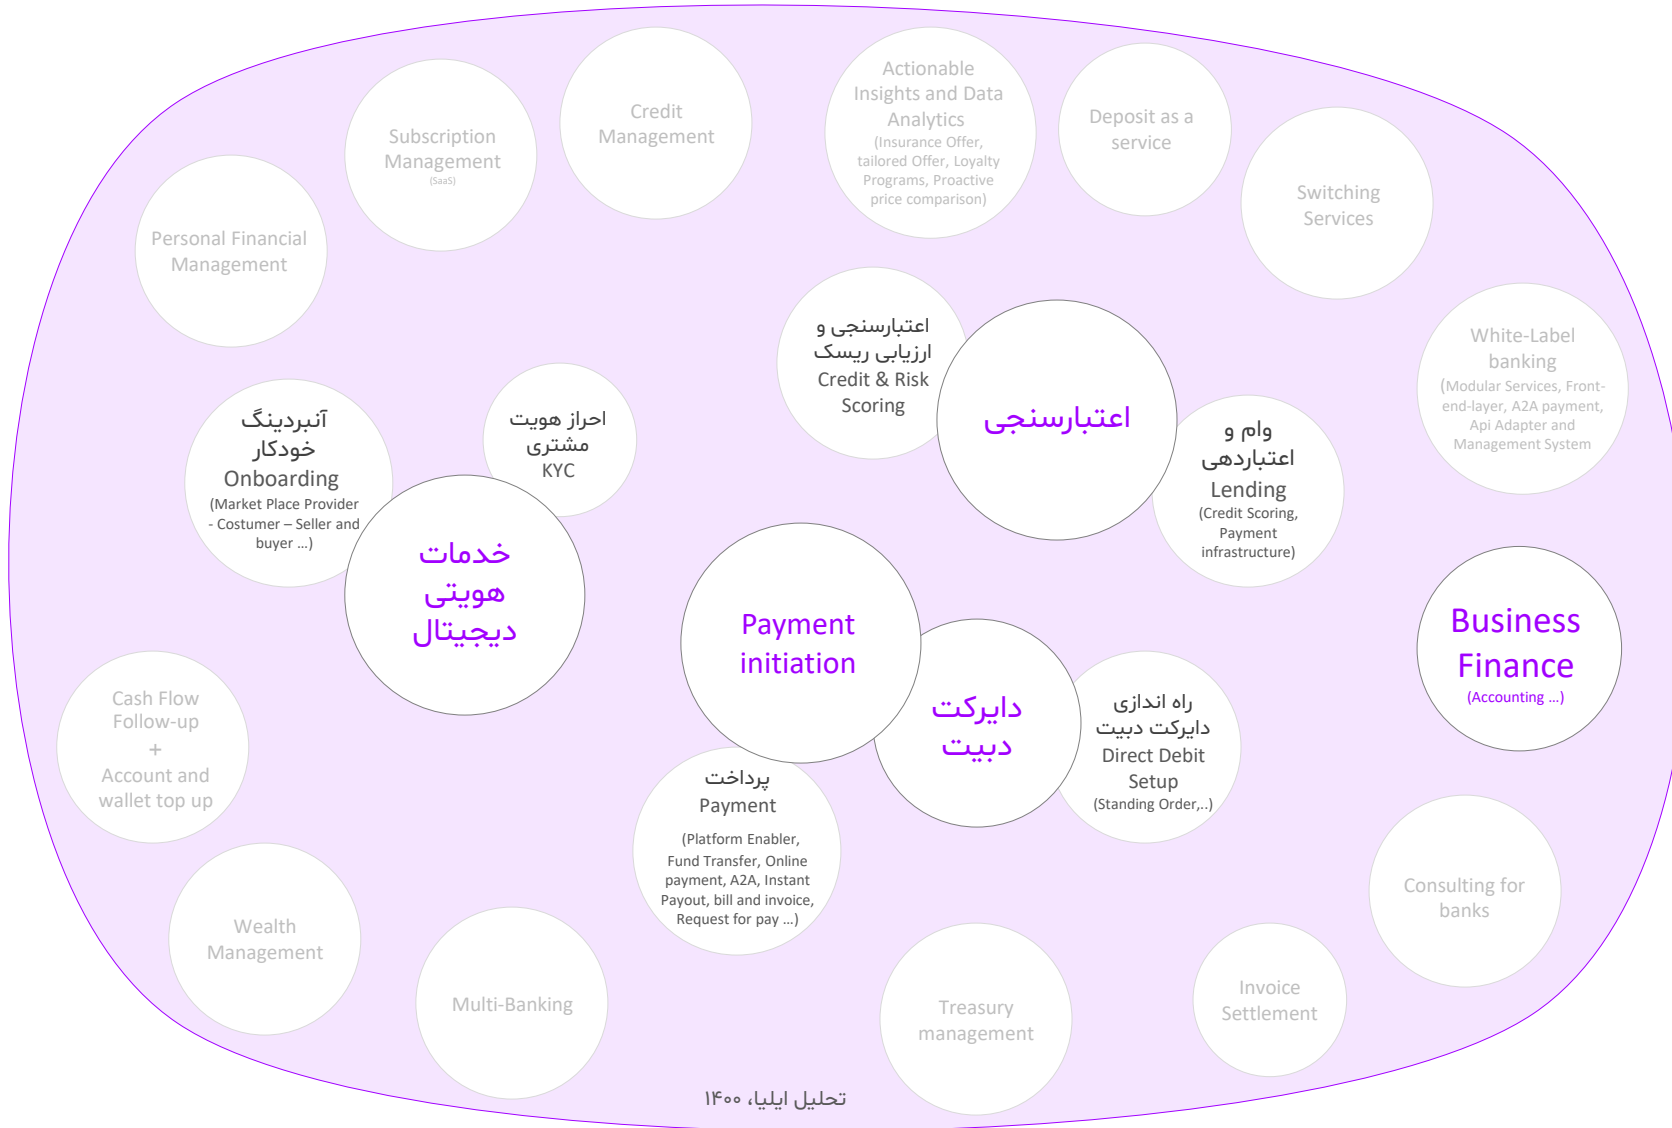 Actionable
Insights and Data
Analytics
(Insurance Offer,
tailored Offer, Loyalty
Programs, Proactive
price comparison)
Credit
Management
Deposit as a
service
Subscription
Management
(SaaS)
Switching
Services
Personal Financial
Management
اعتبارسنجی و
ارزیابی ریسک
Credit & Risk
Scoring
اعتبارسنجی
White-Label
banking
(Modular Services, Front-
end-layer, A2A payment,
Api Adapter and
Management System
آنبردینگ
خودکار
Onboarding
(Market Place Provider
- Costumer – Seller and
buyer ...)
احراز هویت
مشتری
KYC
وام و
اعتباردهی
Lending
(Credit Scoring,
Payment
infrastructure)
خدمات
هویتی
دیجیتال
Payment
initiation
Business
Finance
(Accounting ...)
دایرکت
دبیت
راه اندازی
دایرکت دبیت
Direct Debit
Setup
(Standing Order,..)
Cash Flow
Follow-up
+
Account and
wallet top up
پرداخت
Payment
(Platform Enabler,
Fund Transfer, Online
payment, A2A, Instant
Payout, bill and invoice,
Request for pay ...)
Consulting for
banks
Wealth
Management
Multi-Banking
Treasury
management
Invoice
Settlement
تحلیل ایلیا، ۱۴۰۰